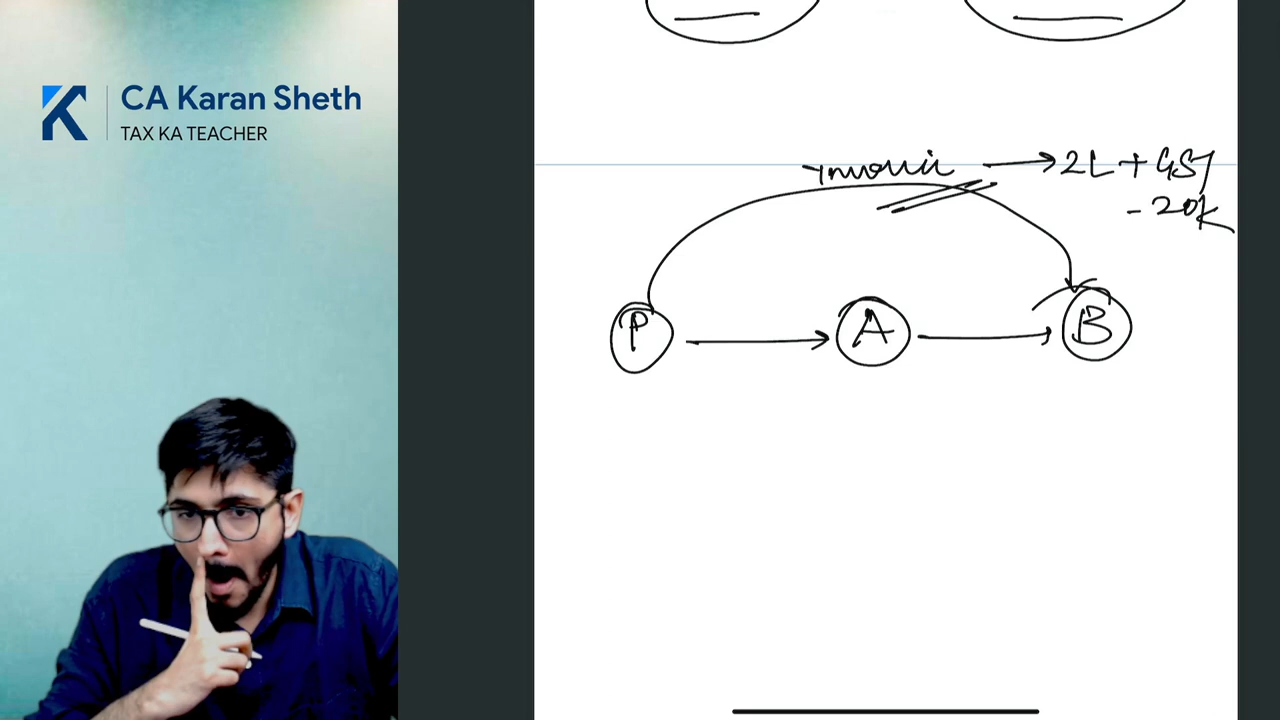 CA Karan Sheth
TAX KA TEACHER
Invoice → 2L + GST
- 20K
P → A → B